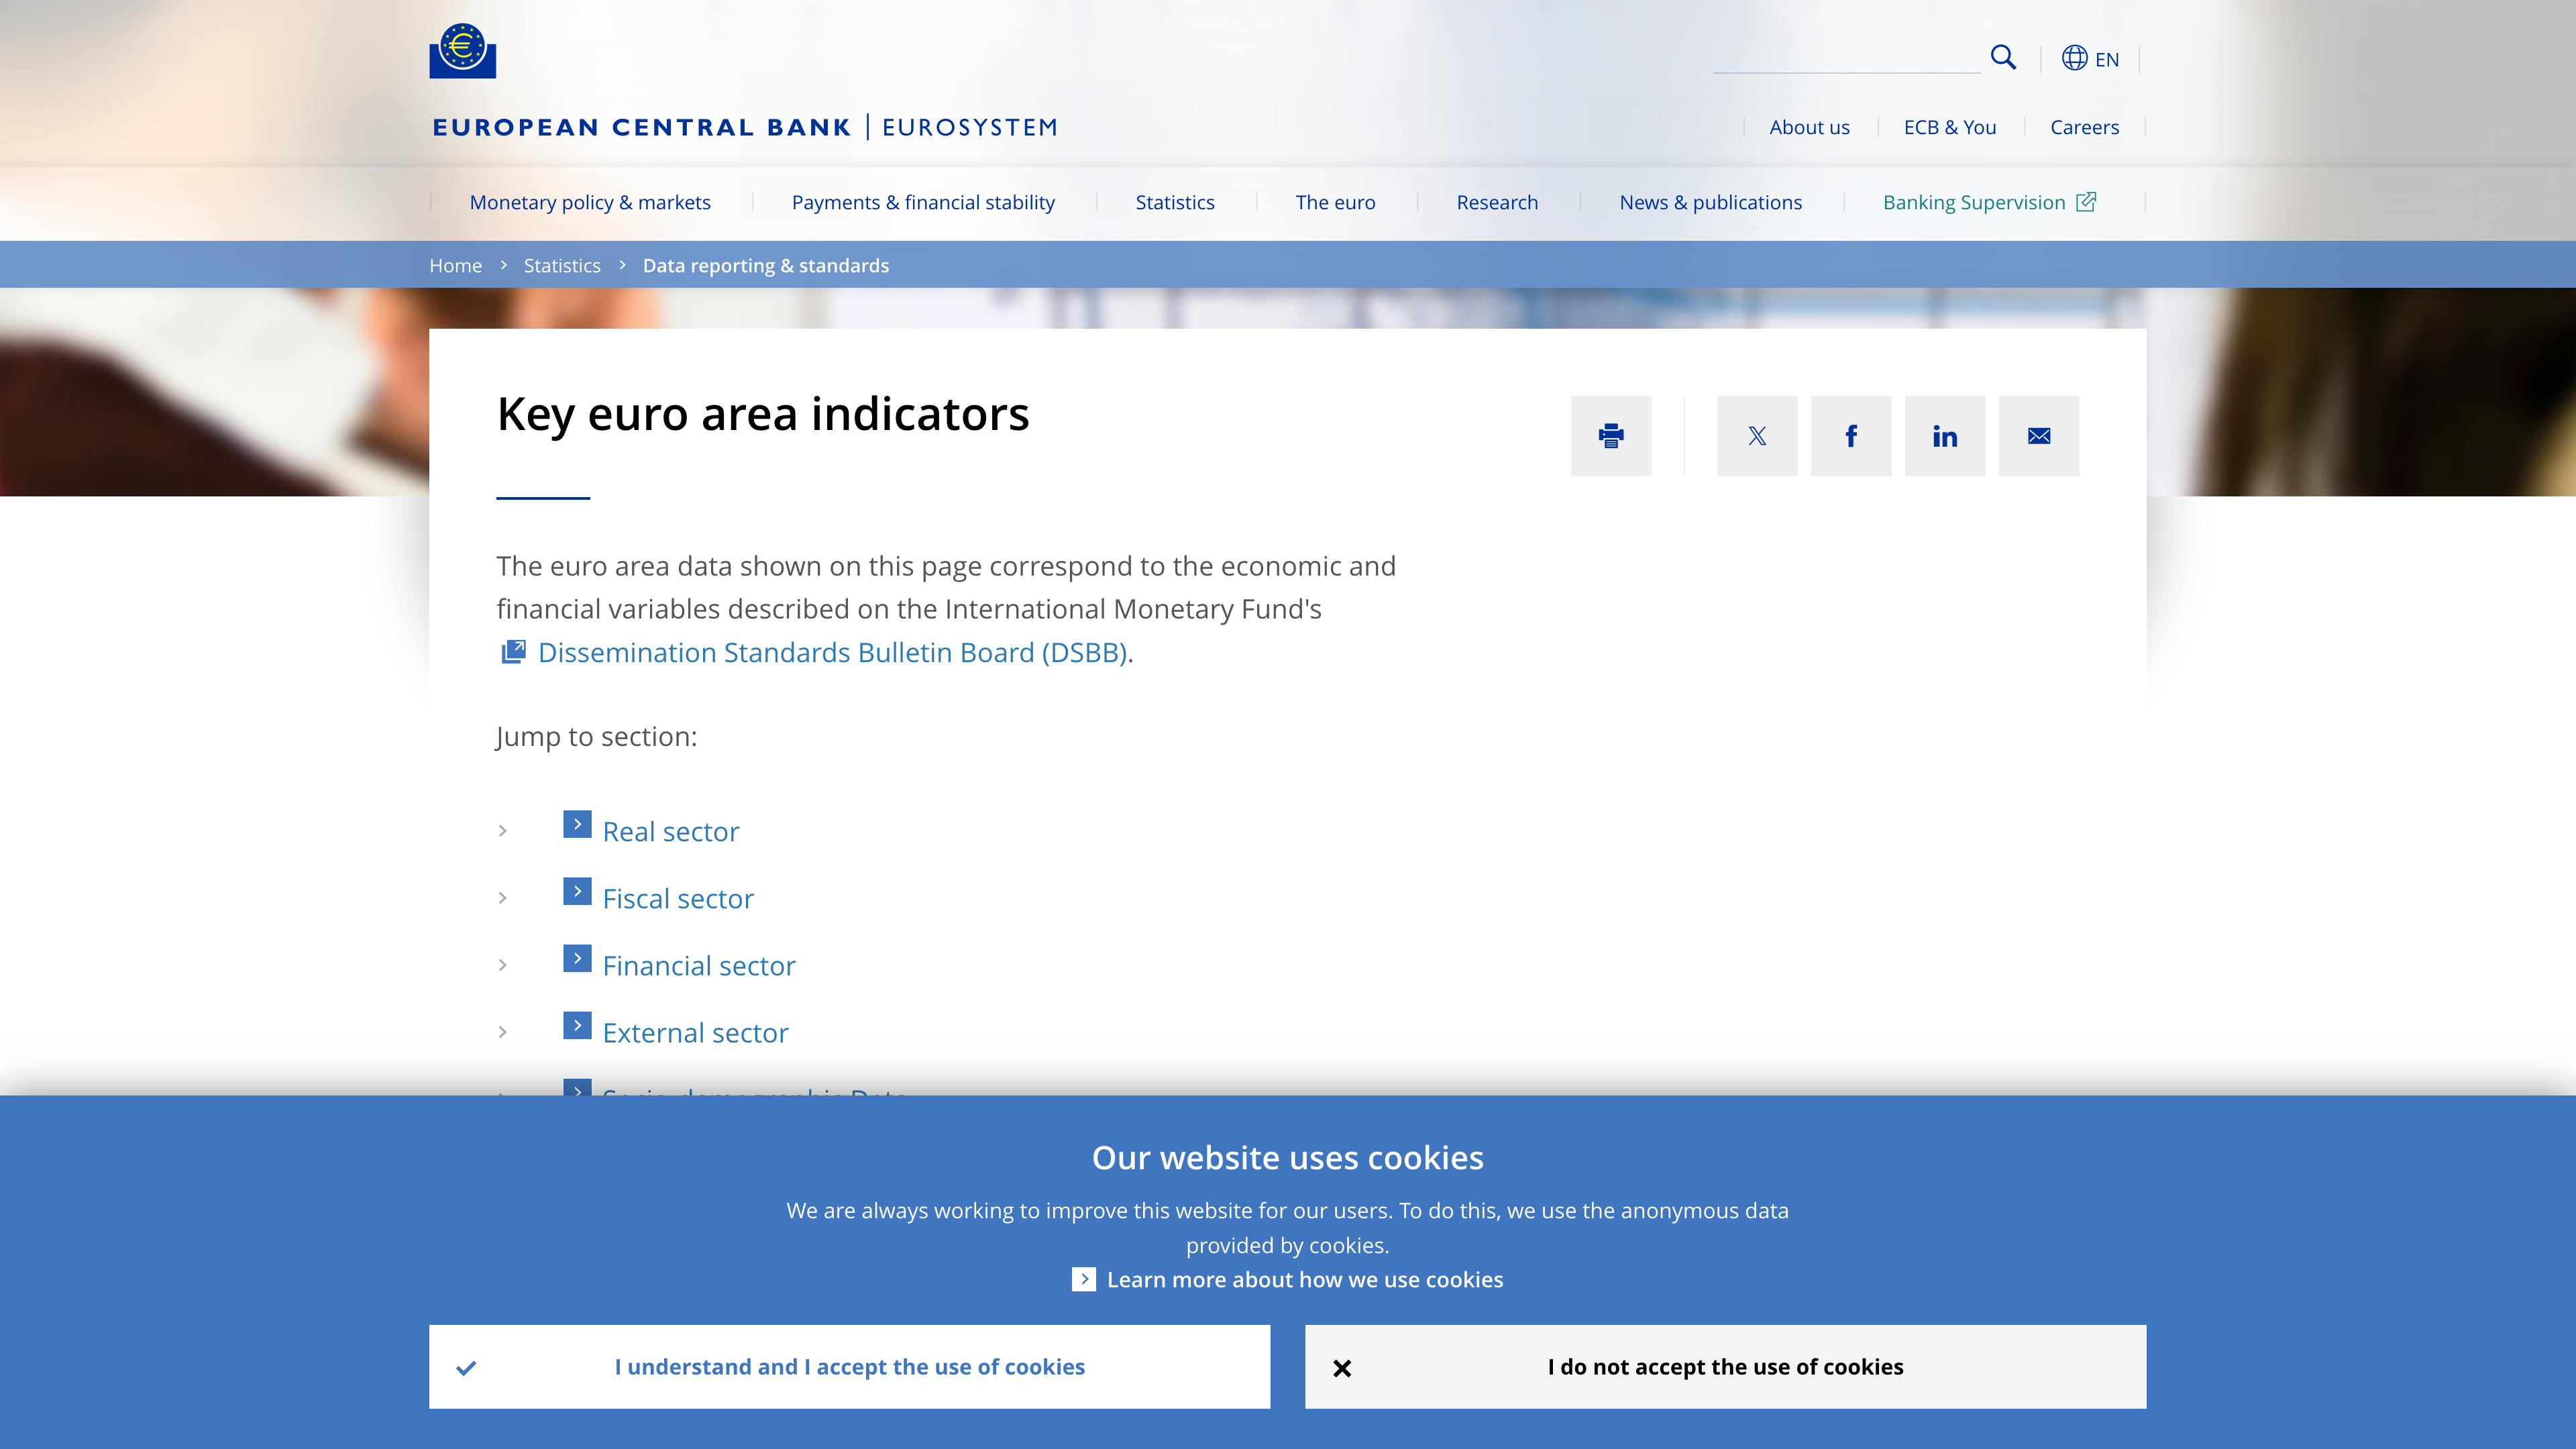 EN
EUROPEAN CENTRAL BANK | EUROSYSTEM
About us
ECB & You
Careers
Monetary policy & markets
Payments & financial stability
Statistics
The euro
Research
News & publications
Banking Supervision
Home
Statistics
Data reporting & standards
Key euro area indicators
The euro area data shown on this page correspond to the economic and
financial variables described on the International Monetary Fund's
Dissemination Standards Bulletin Board (DSBB).
Jump to section:
Real sector
Fiscal sector
Financial sector
External sector
Socio-demographic Data
Our website uses cookies
We are always working to improve this website for our users. To do this, we use the anonymous data
provided by cookies.
Learn more about how we use cookies
I understand and I accept the use of cookies
I do not accept the use of cookies